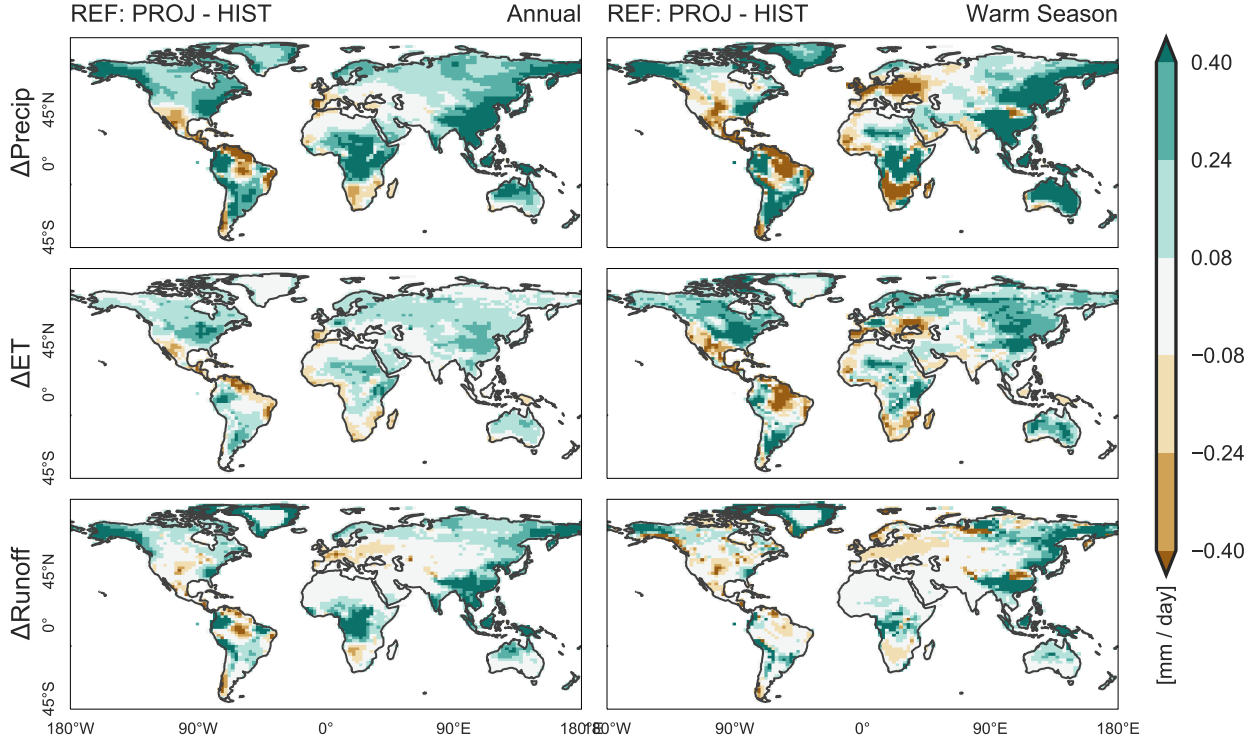 REF: PROJ - HIST Annual
REF: PROJ - HIST Warm Season
ΔPrecip
45°N
0°
45°S
ΔET
45°N
0°
45°S
ΔRunoff
45°N
0°
45°S
180°W 90°W 0° 90°E 180°E
180°W 90°W 0° 90°E 180°E
0.40
0.24
0.08
−0.08
−0.24
−0.40
[mm / day]